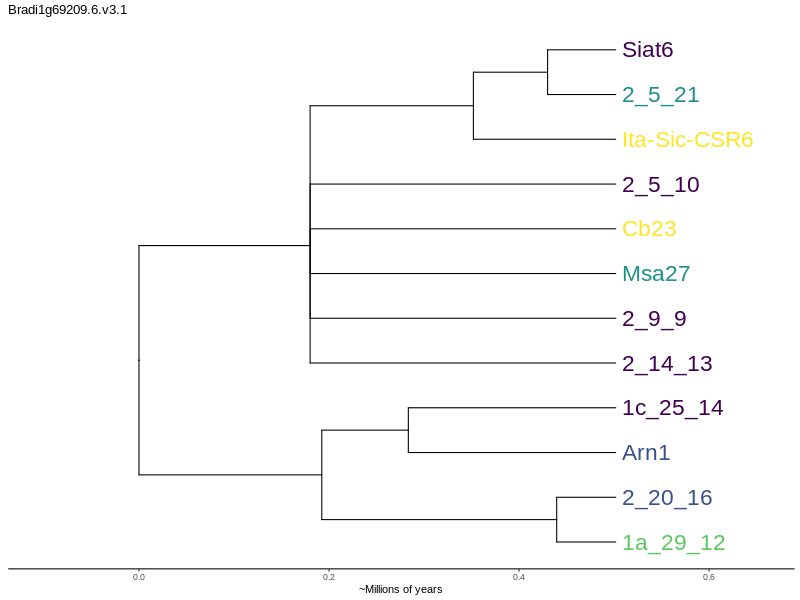 Bradi1g69209.6.v3.1
Siat6
2_5_21
Ita-Sic-CSR6
2_5_10
Cb23
Msa27
2_9_9
2_14_13
1c_25_14
Arn1
2_20_16
1a_29_12
0.0 0.2 0.4 0.6
~Millions of years